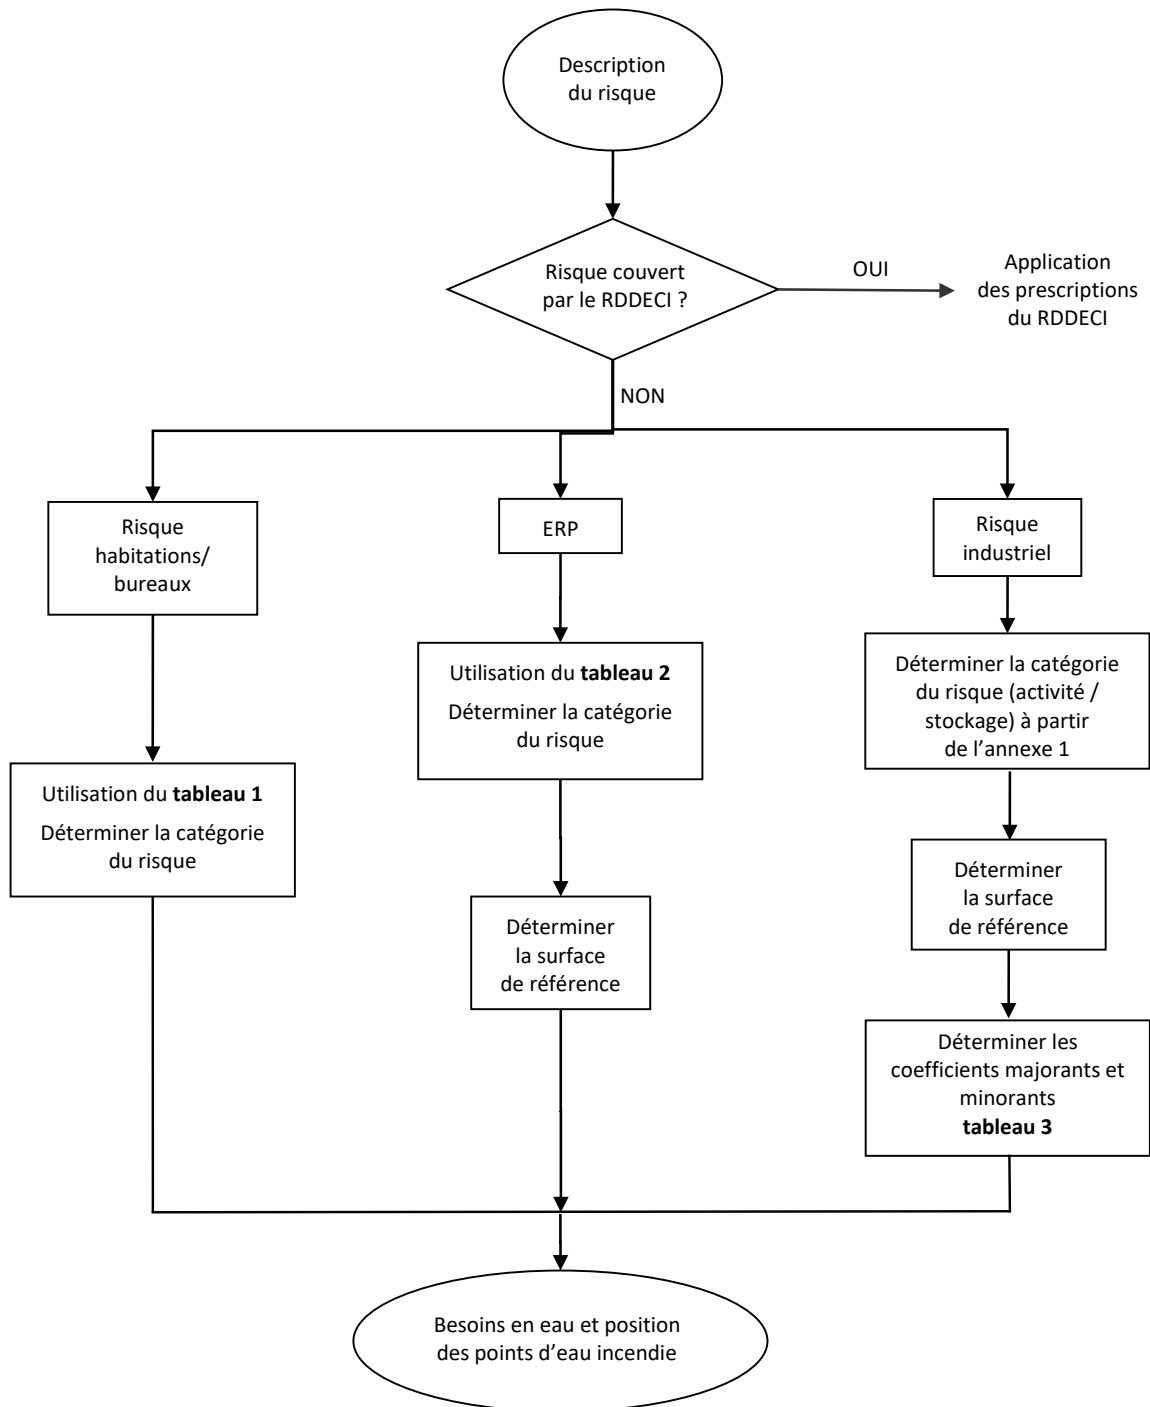 Description
du risque
Risque couvert
par le RDDECI ?
OUI
Application
des prescriptions
du RDDECI
NON
Risque
habitations/
bureaux
ERP
Risque
industriel
Utilisation du tableau 1
Déterminer la catégorie
du risque
Utilisation du tableau 2
Déterminer la catégorie
du risque
Déterminer
la surface
de référence
Déterminer la catégorie
du risque (activité /
stockage) à partir
de l’annexe 1
Déterminer
la surface
de référence
Déterminer les
coefficients majorants et
minorants
tableau 3
Besoins en eau et position
des points d’eau incendie